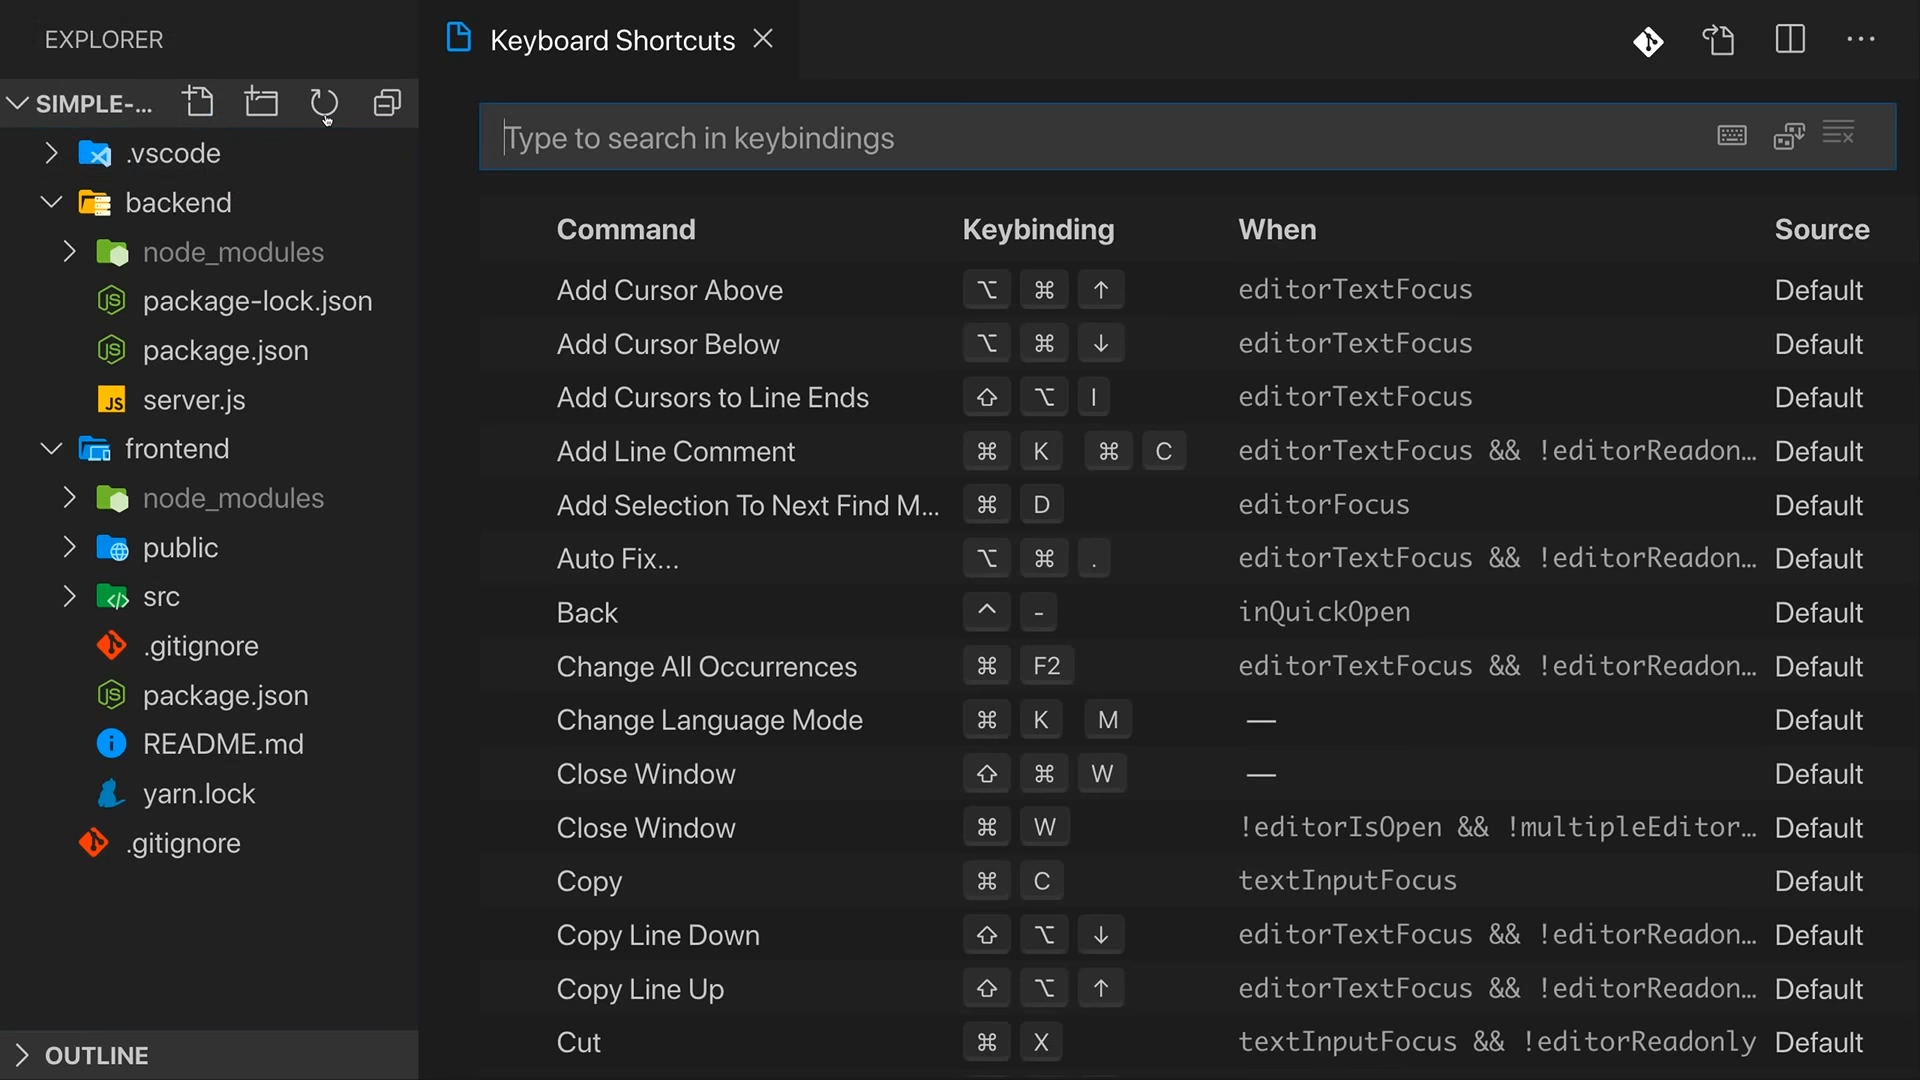 EXPLORER
SIMPLE-...
.vscode
backend
node_modules
package-lock.json
package.json
JS server.js
frontend
node_modules
public
src
.gitignore
package.json
README.md
yarn.lock
.gitignore
OUTLINE
Keyboard Shortcuts
Type to search in keybindings
Command Keybinding When Source
Add Cursor Above ⌥ ⌘ ↑ editorTextFocus Default
Add Cursor Below ⌥ ⌘ ↓ editorTextFocus Default
Add Cursors to Line Ends ⇧ ⌥ I editorTextFocus Default
Add Line Comment ⌘ K ⌘ C editorTextFocus && !editorReadon... Default
Add Selection To Next Find M... ⌘ D editorFocus Default
Auto Fix... ⌥ ⌘ . editorTextFocus && !editorReadon... Default
Back ^ - inQuickOpen Default
Change All Occurrences ⌘ F2 editorTextFocus && !editorReadon... Default
Change Language Mode ⌘ K M — Default
Close Window ⇧ ⌘ W — Default
Close Window ⌘ W !editorIsOpen && !multipleEditor... Default
Copy ⌘ C textInputFocus Default
Copy Line Down ⇧ ⌥ ↓ editorTextFocus && !editorReadon... Default
Copy Line Up ⇧ ⌥ ↑ editorTextFocus && !editorReadon... Default
Cut ⌘ X textInputFocus && !editorReadonly Default